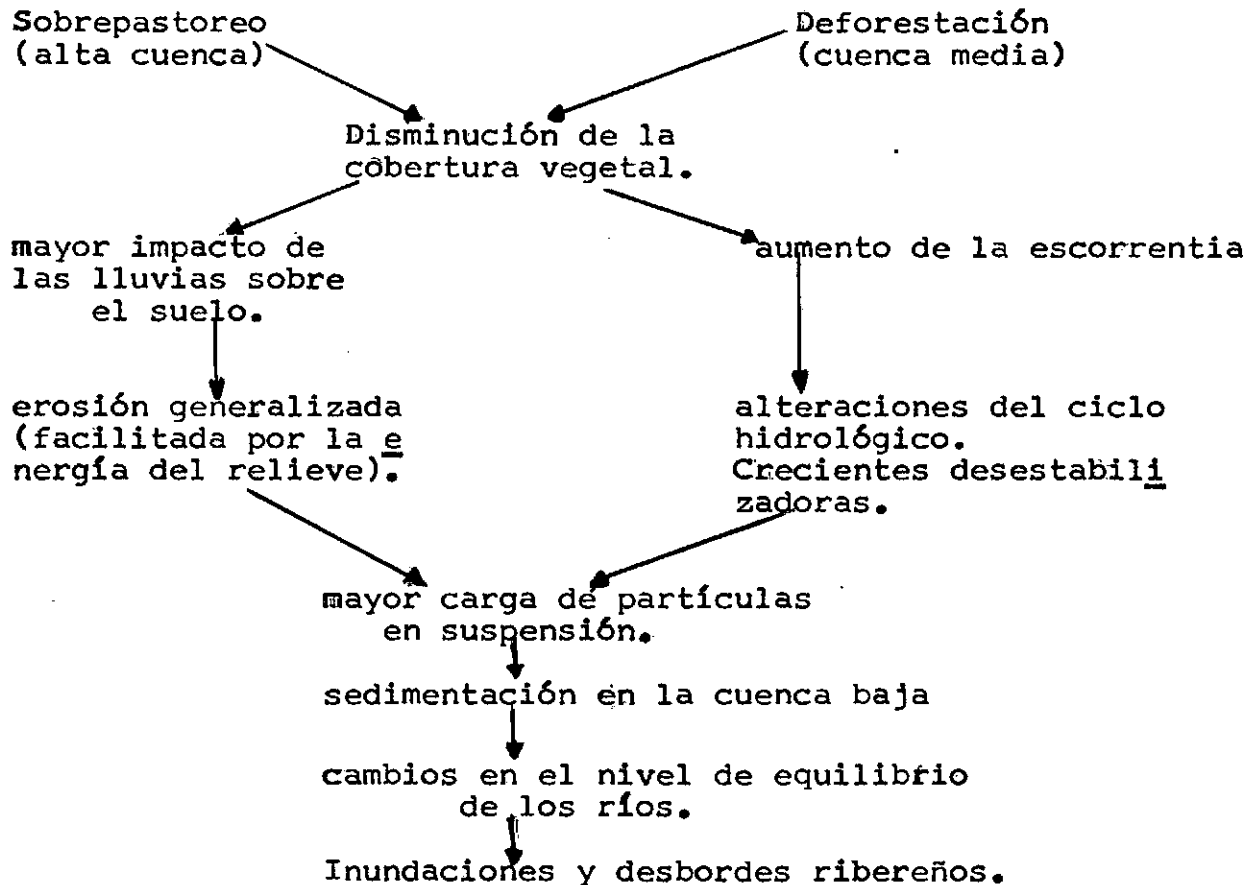 Sobrepastoreo
(alta cuenca)
Deforestación
(cuenca media)
Disminución de la
cobertura vegetal.
mayor impacto de
las lluvias sobre
el suelo.
aumento de la escorrentia
erosión generalizada
(facilitada por la e
nergía del relieve).
alteraciones del ciclo
hidrológico.
Crecientes desestabili
zadoras.
mayor carga de partículas
en suspensión.
sedimentación en la cuenca baja
cambios en el nivel de equilibrio
de los ríos.
Inundaciones y desbordes ribereños.